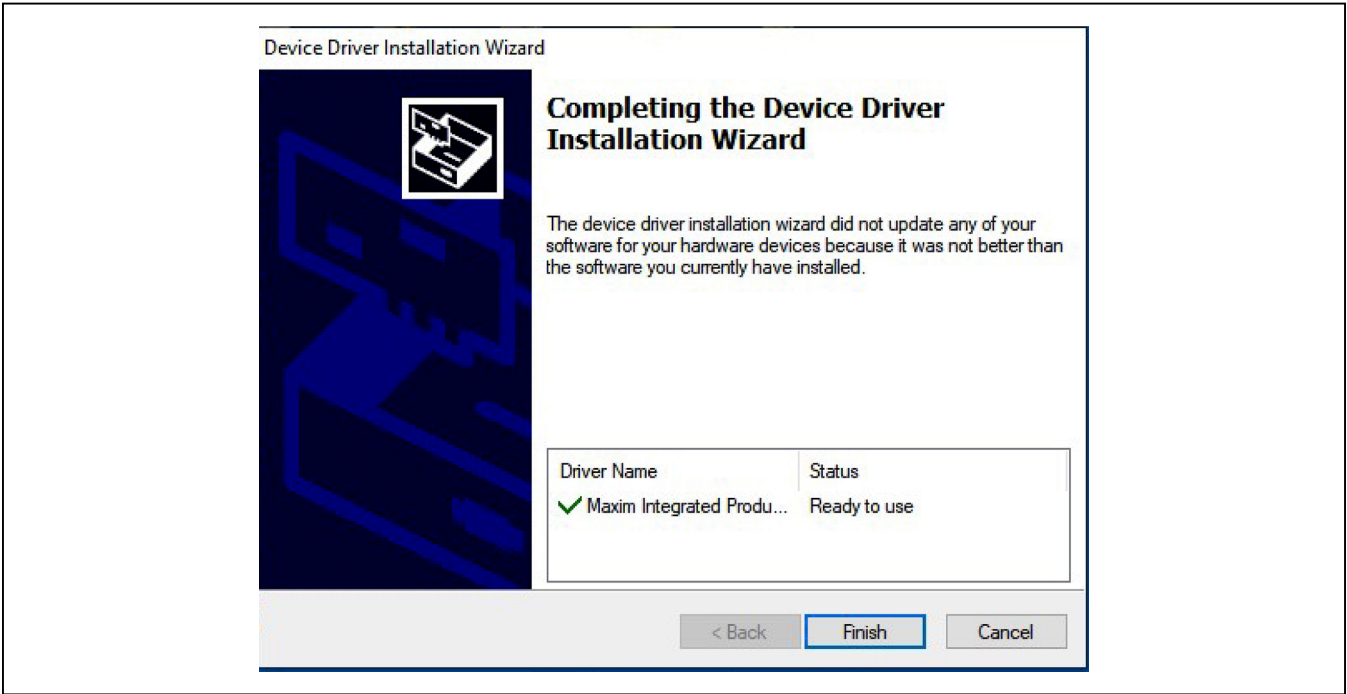 Device Driver Installation Wizard
Completing the Device Driver
Installation Wizard
The device driver installation wizard did not update any of your
software for your hardware devices because it was not better than
the software you currently have installed.
Driver Name Status
Maxim Integrated Produ... Ready to use
< Back Finish Cancel